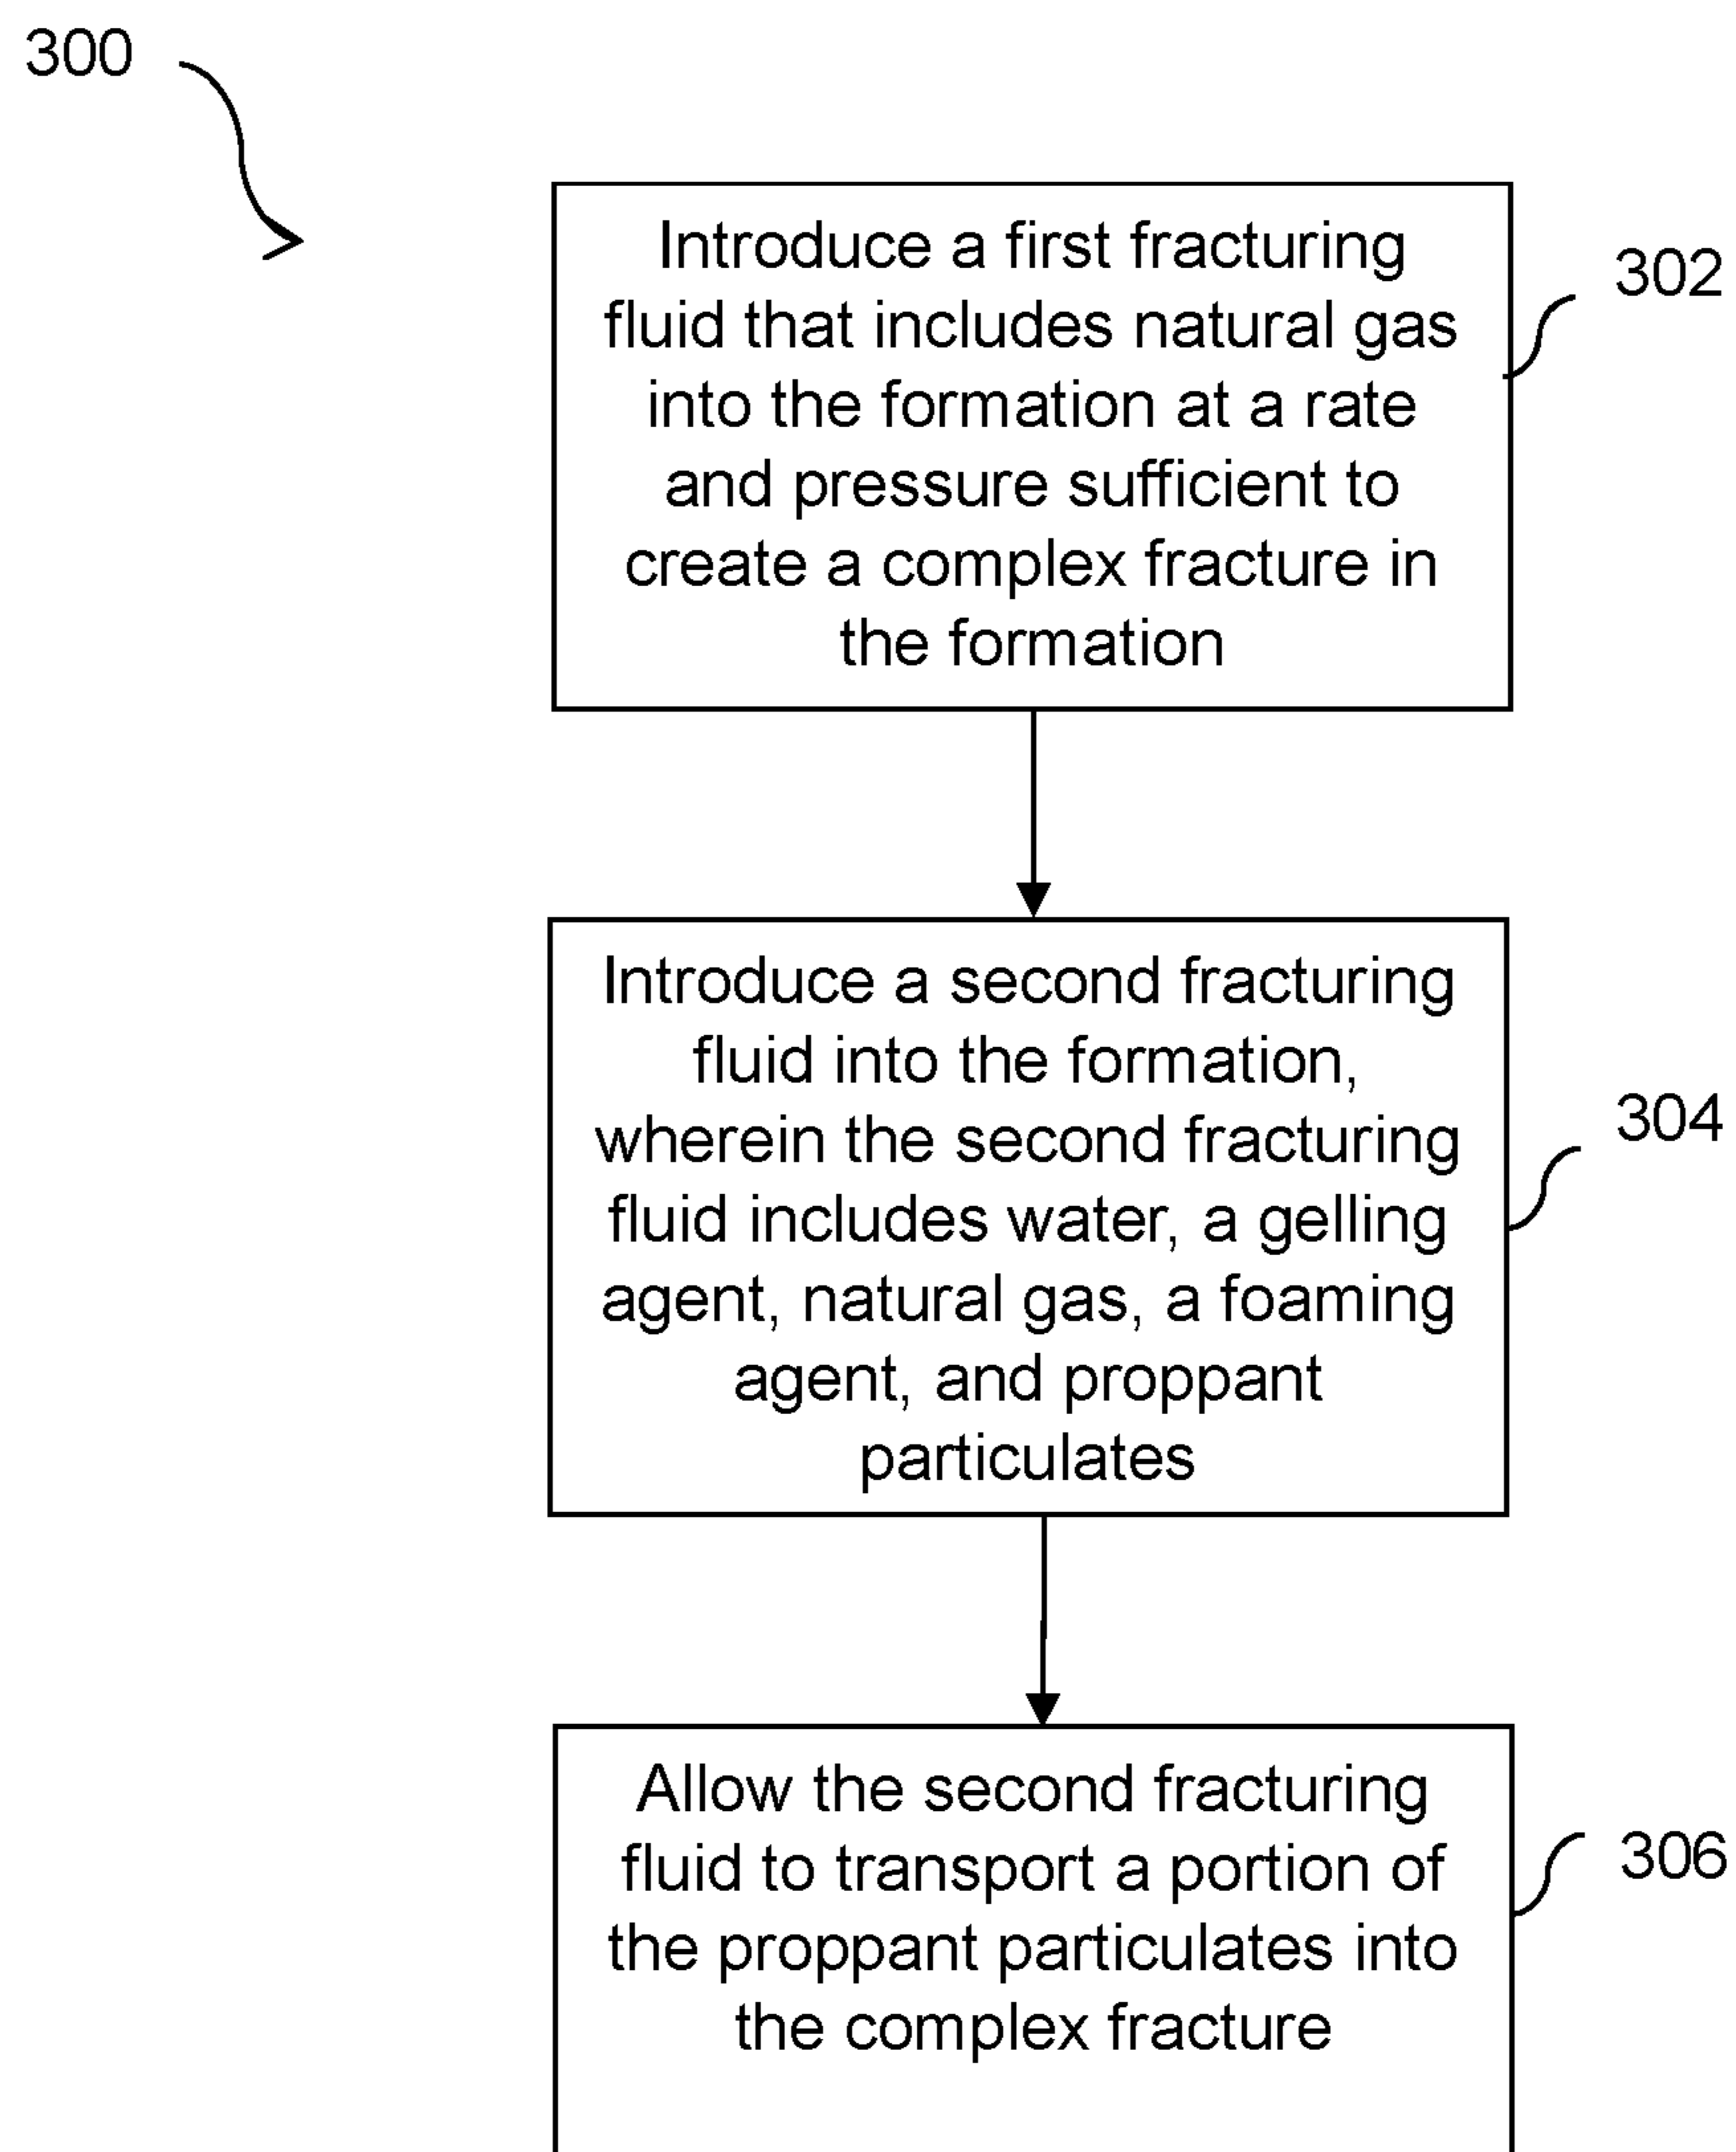 300
Introduce a first fracturing
fluid that includes natural gas
into the formation at a rate
and pressure sufficient to
create a complex fracture in
the formation
302
Introduce a second fracturing
fluid into the formation,
wherein the second fracturing
fluid includes water, a gelling
agent, natural gas, a foaming
agent, and proppant
particulates
304
Allow the second fracturing
fluid to transport a portion of
the proppant particulates into
the complex fracture
306